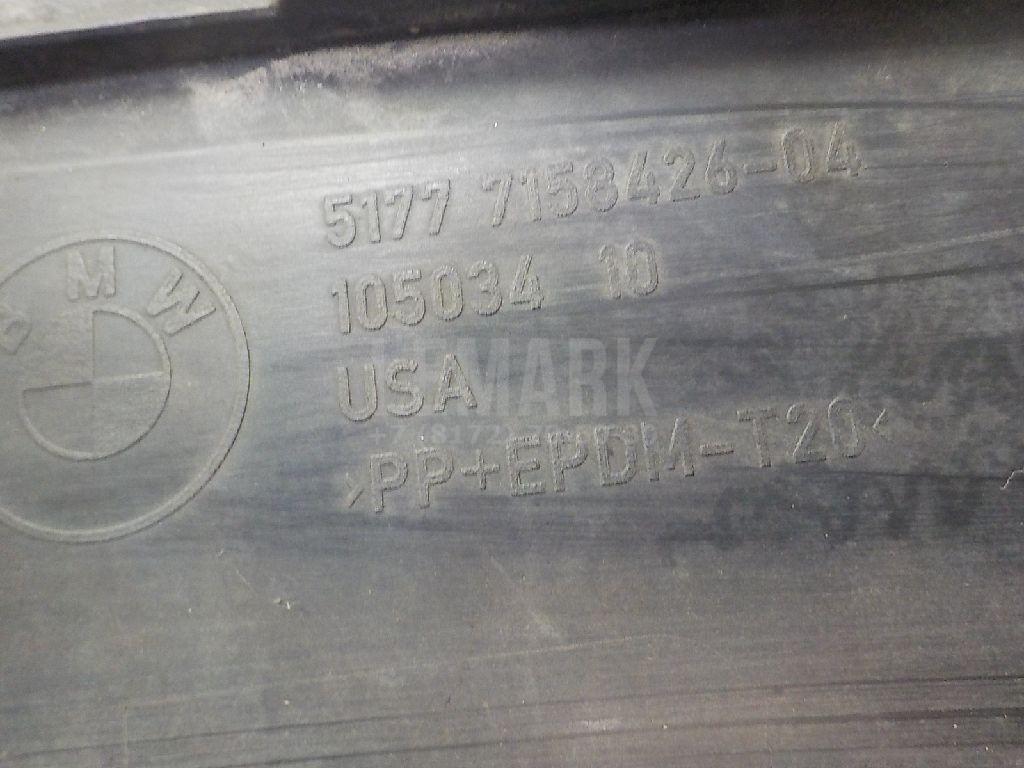 BMW
5177 7158426-04
105034 10
USA
>PP+EPDM-T20<